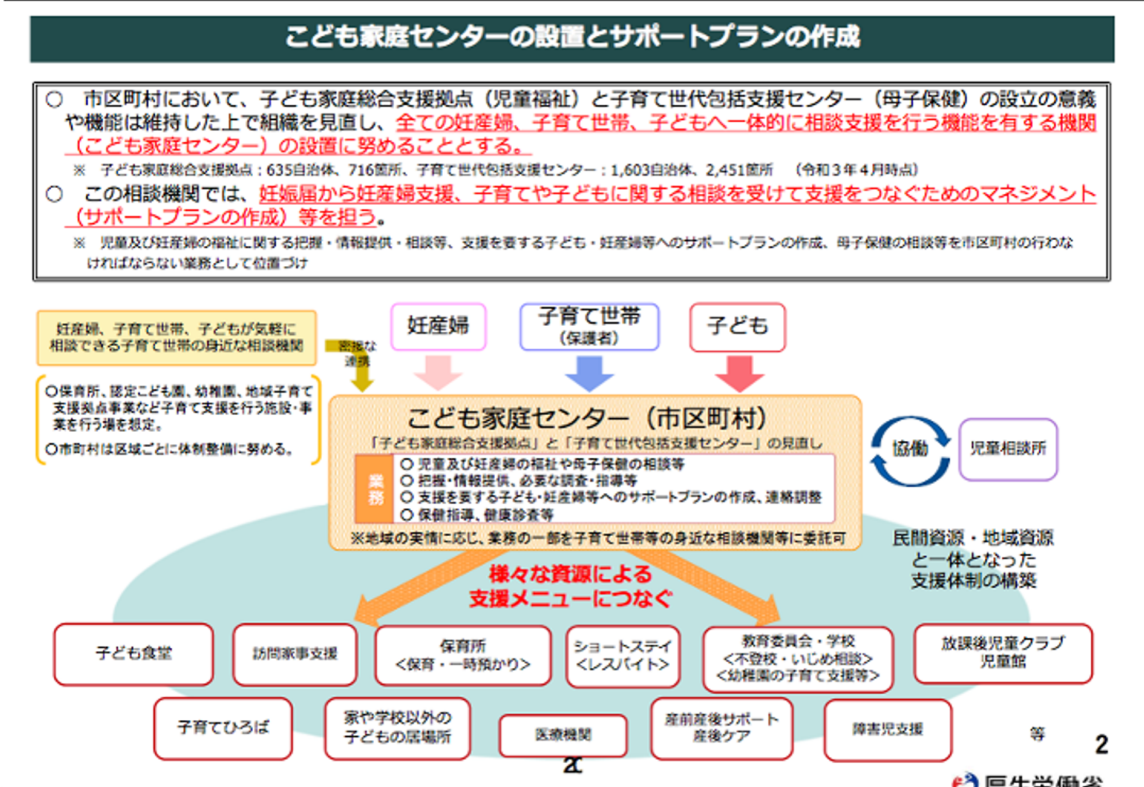 こども家庭センターの設置とサポートプランの作成
○ 市区町村において、子ども家庭総合支援拠点（児童福祉）と子育て世代包括支援センター（母子保健）の設立の意義
や機能は維持した上で組織を見直し、全ての妊産婦、子育て世帯、子どもへ一体的に相談支援を行う機能を有する機関
（こども家庭センター）の設置に努めることとする。
※ 子ども家庭総合支援拠点：635自治体、716箇所、子育て世代包括支援センター：1,603自治体、2,451箇所 （令和３年４月時点）
○ この相談機関では、妊娠届から妊産婦支援、子育てや子どもに関する相談を受けて支援をつなぐためのマネジメント
（サポートプランの作成）等を担う。
※ 児童及び妊産婦の福祉に関する把握・情報提供・相談等、支援を要する子ども・妊産婦等へのサポートプランの作成、母子保健の相談等を市区町村の行わな
ければならない業務として位置づけ
妊産婦、子育て世帯、子どもが気軽に
相談できる子育て世帯の身近な相談機関
○保育所、認定こども園、幼稚園、地域子育て
支援拠点事業など子育て支援を行う施設・事
業を行う場を想定。
○市町村は区域ごとに体制整備に努める。
密接な
連携
妊産婦
子育て世帯
（保護者）
子ども
こども家庭センター（市区町村）
「子ども家庭総合支援拠点」と「子育て世代包括支援センター」の見直し
業務
○ 児童及び妊産婦の福祉や母子保健の相談等
○ 把握・情報提供、必要な調査・指導等
○ 支援を要する子ども・妊産婦等へのサポートプランの作成、連絡調整
○ 保健指導、健康診査等
※地域の実情に応じ、業務の一部を子育て世帯等の身近な相談機関等に委託可
協働
児童相談所
民間資源・地域資源
と一体となった
支援体制の構築
様々な資源による
支援メニューにつなぐ
子ども食堂
訪問家事支援
保育所
<保育・一時預かり>
ショートステイ
<レスパイト>
教育委員会・学校
<不登校・いじめ相談>
<幼稚園の子育て支援等>
放課後児童クラブ
児童館
子育てひろば
家や学校以外の
子どもの居場所
医療機関
産前産後サポート
産後ケア
障害児支援
等
2
厚生労働省